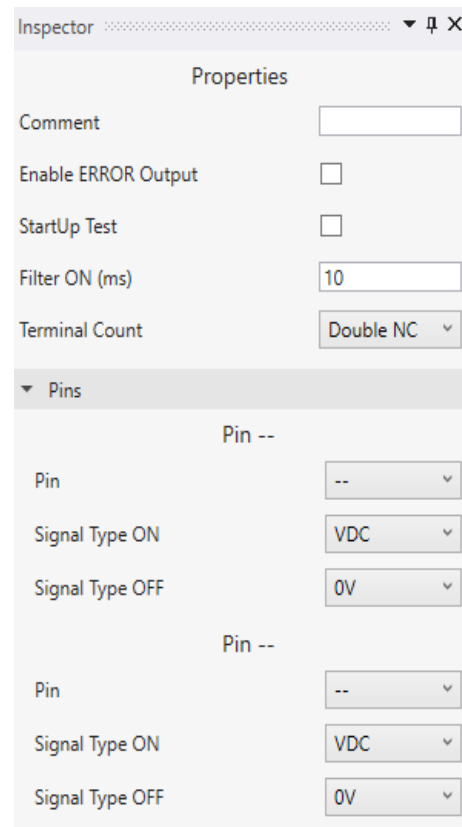 Inspector
Properties
Comment
Enable ERROR Output
StartUp Test
Filter ON (ms) 10
Terminal Count Double NC
Pins
Pin --
Pin --
Signal Type ON VDC
Signal Type OFF 0V
Pin --
Pin --
Signal Type ON VDC
Signal Type OFF 0V